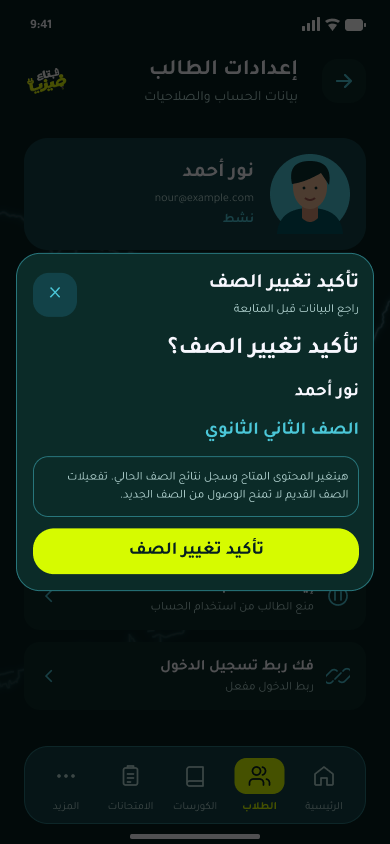 9:41
إعدادات الطالب
بيانات الحساب والصلاحيات
بتاع
فيزيا
نور أحمد
nour@example.com
نشط
تأكيد تغيير الصف
راجع البيانات قبل المتابعة
تأكيد تغيير الصف؟
نور أحمد
الصف الثاني الثانوي
هيتغير المحتوى المتاح وسجل نتائج الصف الحالي. تفعيلات
الصف القديم لا تمنح الوصول من الصف الجديد.
تأكيد تغيير الصف
منع الطالب من استخدام الحساب
فك ربط تسجيل الدخول
ربط الدخول مفعل
الرئيسية
الطلاب
الكورسات
الامتحانات
المزيد